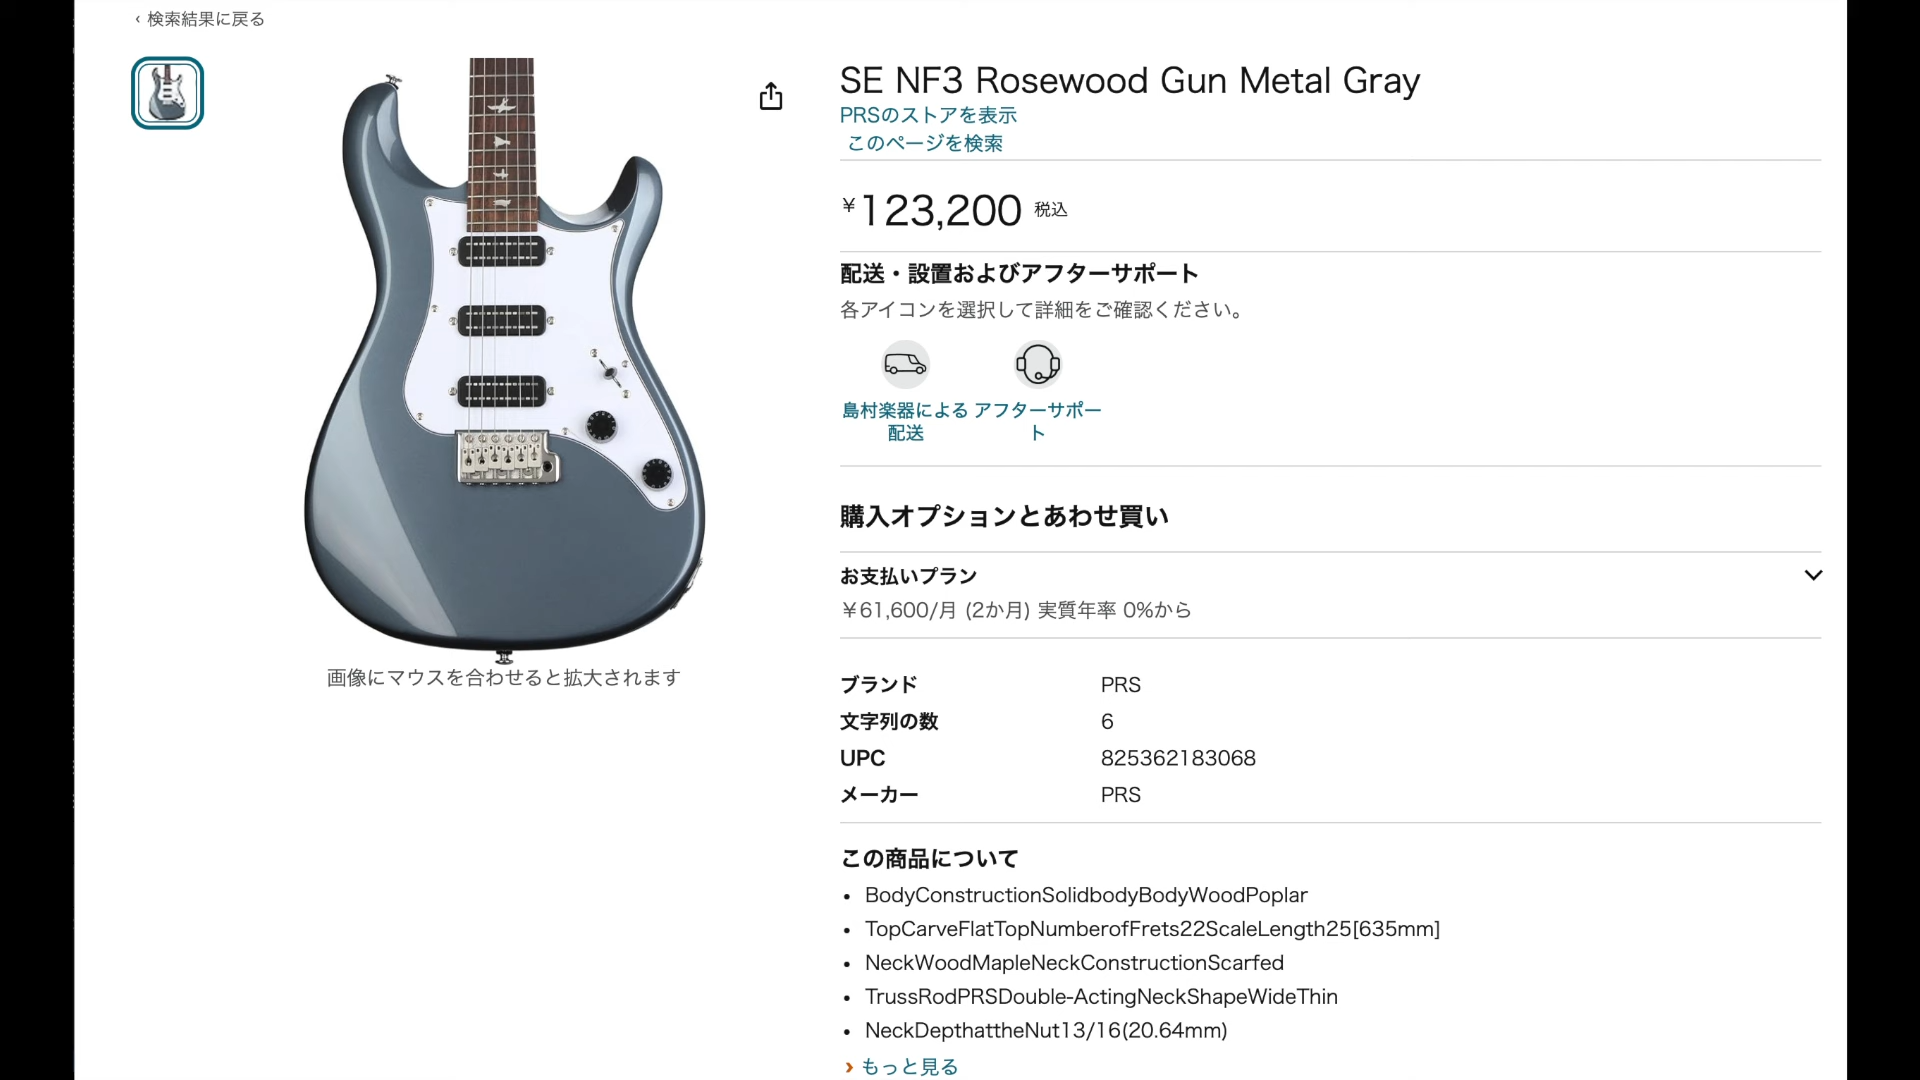 ‹ 検索結果に戻る
SE NF3 Rosewood Gun Metal Gray
PRSのストアを表示
このページを検索
¥123,200 税込
配送・設置およびアフターサポート
各アイコンを選択して詳細をご確認ください。
島村楽器による
配送
アフターサポー
ト
購入オプションとあわせ買い
お支払いプラン
¥61,600/月 (2か月) 実質年率 0%から
画像にマウスを合わせると拡大されます
ブランド PRS
文字列の数 6
UPC 825362183068
メーカー PRS
この商品について
• BodyConstructionSolidbodyBodyWoodPoplar
• TopCarveFlatTopNumberofFrets22ScaleLength25[635mm]
• NeckWoodMapleNeckConstructionScarfed
• TrussRodPRSDouble-ActingNeckShapeWideThin
• NeckDepthattheNut13/16(20.64mm)
› もっと見る